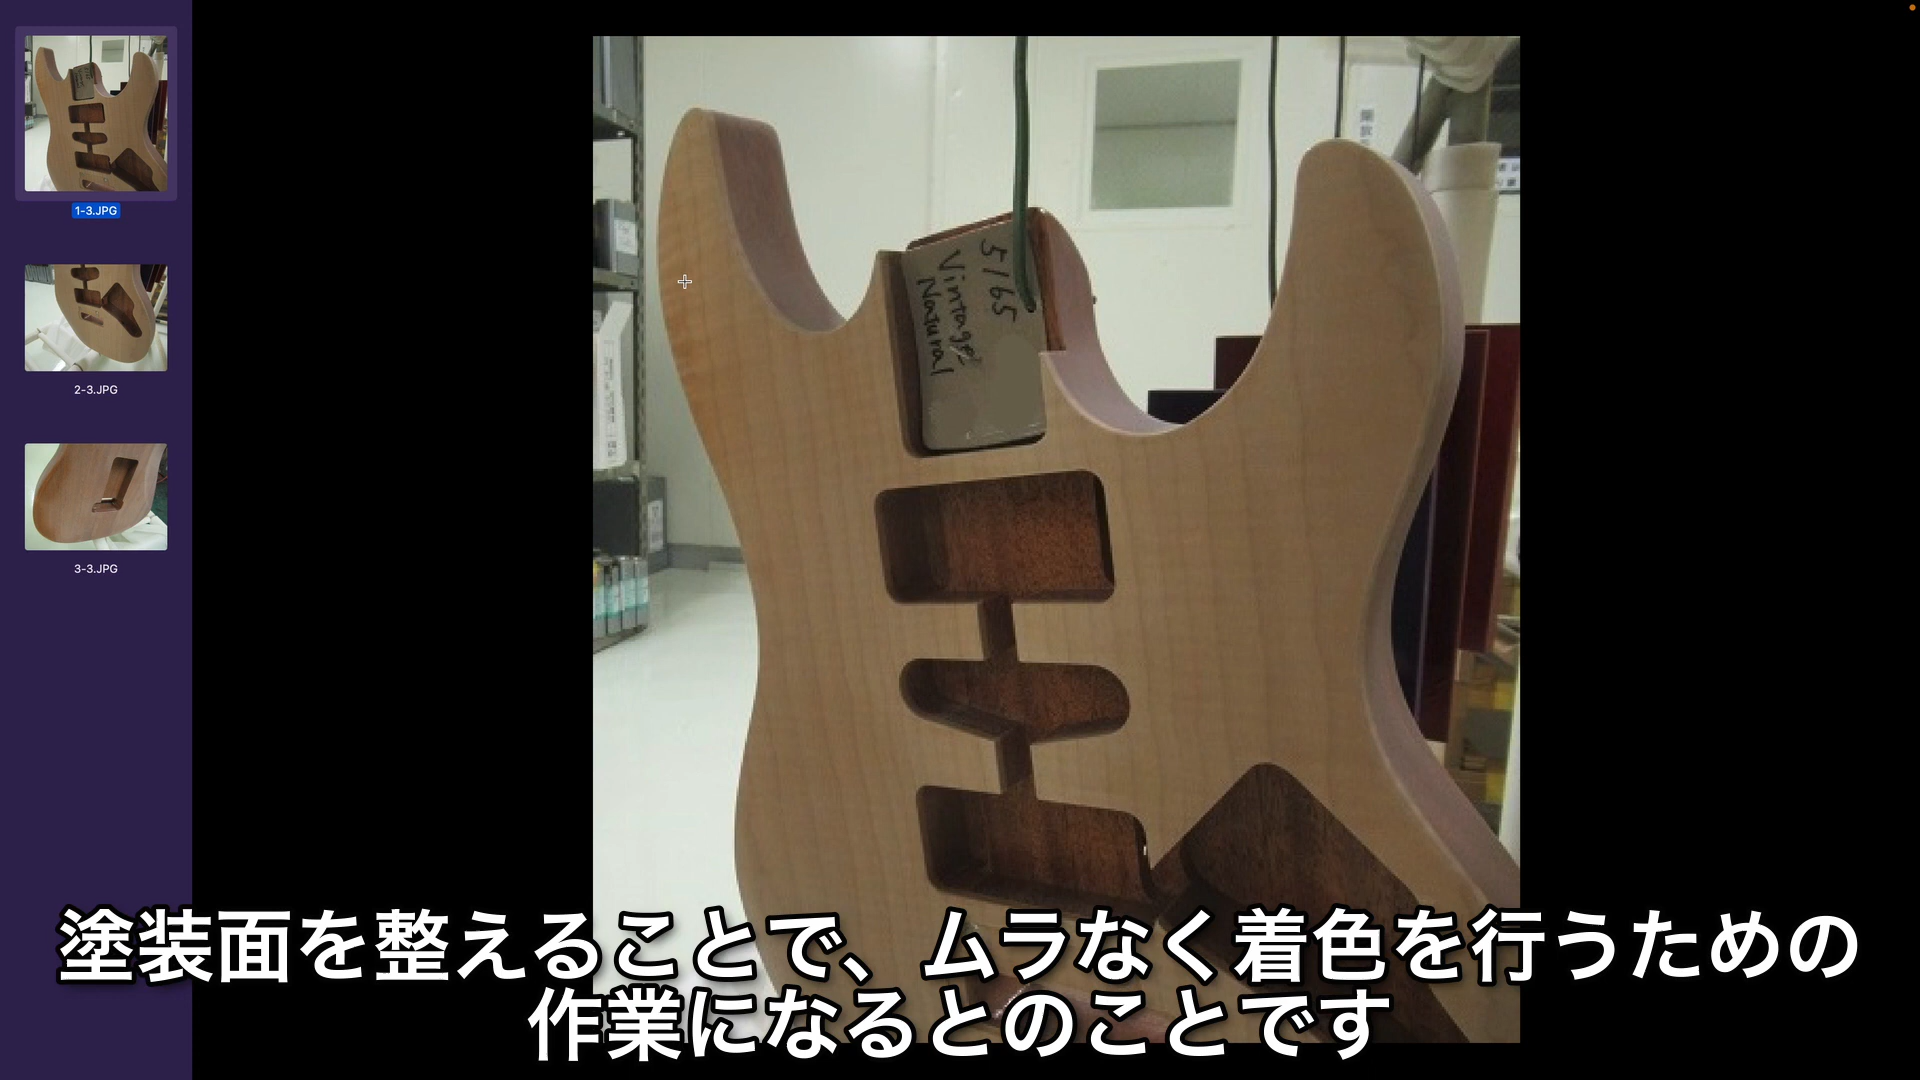 1-3.JPG
2-3.JPG
3-3.JPG
5165
Vintage
Natural
塗装面を整えることで、ムラなく着色を行うための
作業になるとのことです